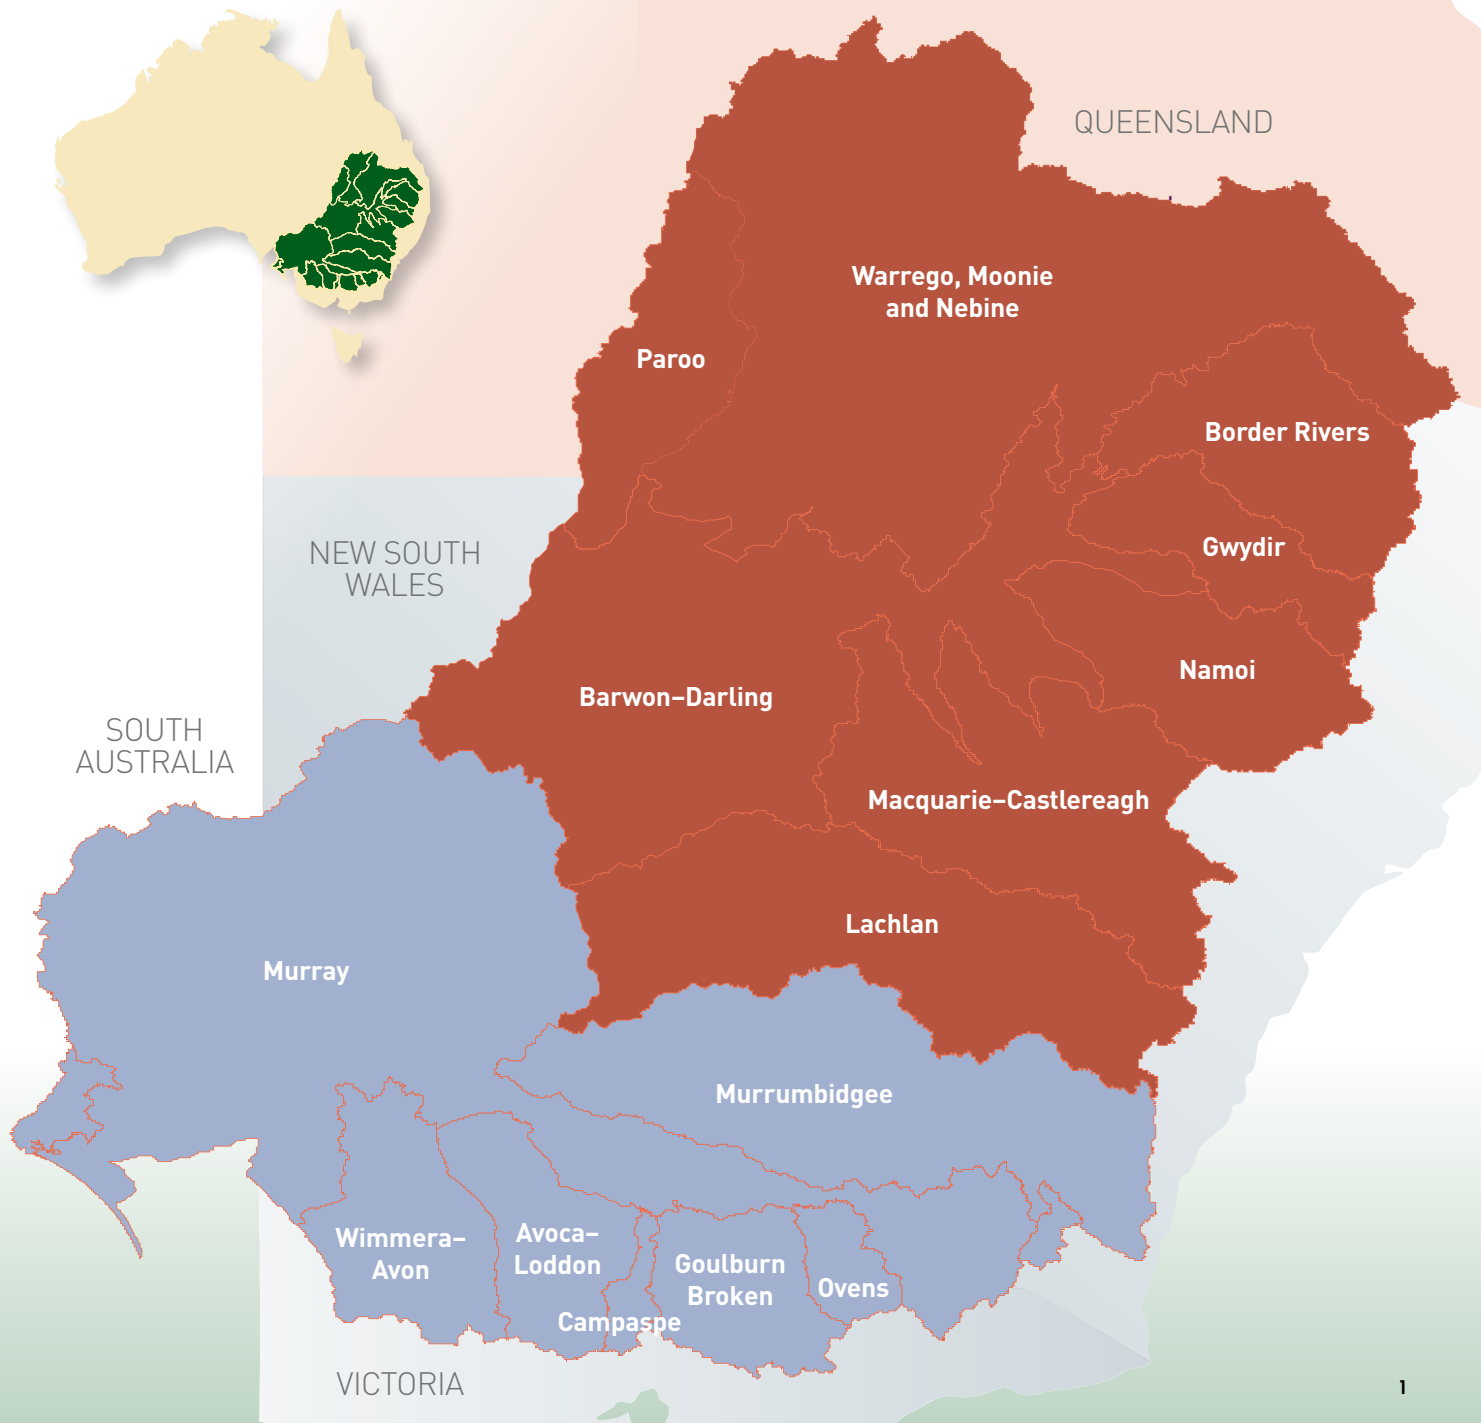 QUEENSLAND
Warrego, Moonie
and Nebine
Paroo
Border Rivers
NEW SOUTH
WALES
Gwydir
Namoi
Barwon–Darling
SOUTH
AUSTRALIA
Macquarie–Castlereagh
Lachlan
Murray
Murrumbidgee
Wimmera–
Avon
Avoca–
Loddon
Goulburn
Broken
Ovens
Campaspe
VICTORIA
1